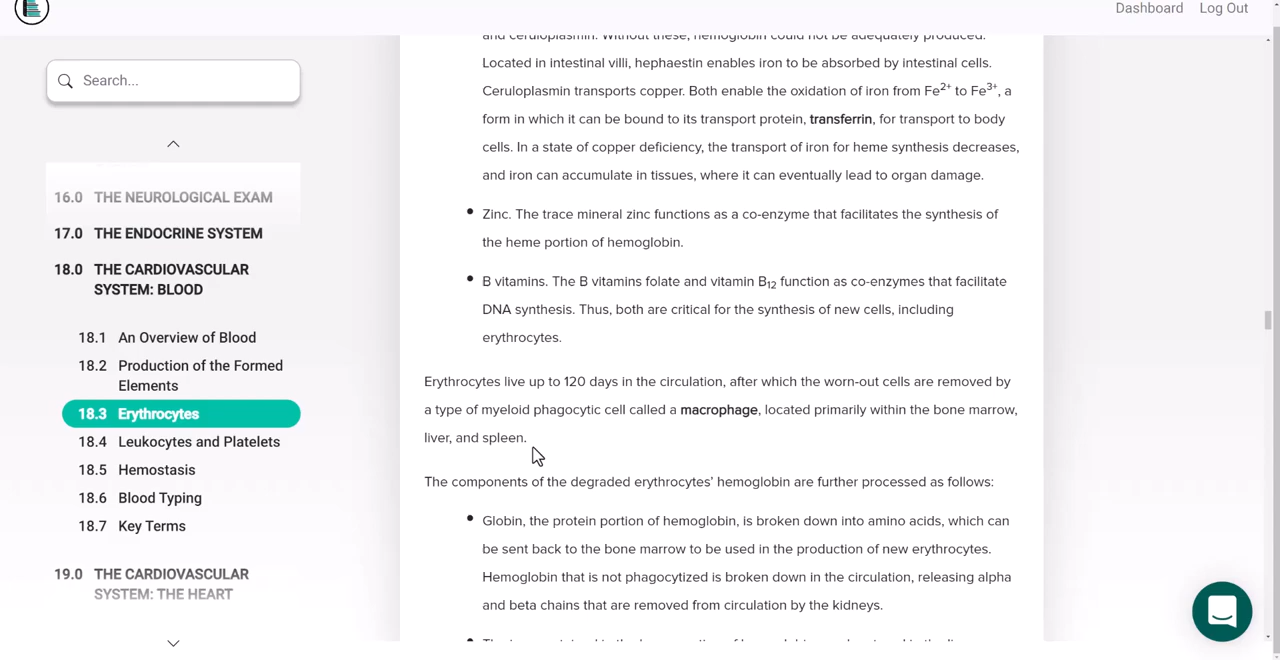 Dashboard Log Out
Search...
16.0 THE NEUROLOGICAL EXAM
17.0 THE ENDOCRINE SYSTEM
18.0 THE CARDIOVASCULAR
SYSTEM: BLOOD
18.1 An Overview of Blood
18.2 Production of the Formed
Elements
18.3 Erythrocytes
18.4 Leukocytes and Platelets
18.5 Hemostasis
18.6 Blood Typing
18.7 Key Terms
19.0 THE CARDIOVASCULAR
SYSTEM: THE HEART
and ceruloplasmin. Without these, hemoglobin could not be adequately produced.
Located in intestinal villi, hephaestin enables iron to be absorbed by intestinal cells.
Ceruloplasmin transports copper. Both enable the oxidation of iron from Fe²⁺ to Fe³⁺, a
form in which it can be bound to its transport protein, transferrin, for transport to body
cells. In a state of copper deficiency, the transport of iron for heme synthesis decreases,
and iron can accumulate in tissues, where it can eventually lead to organ damage.
• Zinc. The trace mineral zinc functions as a co-enzyme that facilitates the synthesis of
the heme portion of hemoglobin.
• B vitamins. The B vitamins folate and vitamin B₁₂ function as co-enzymes that facilitate
DNA synthesis. Thus, both are critical for the synthesis of new cells, including
erythrocytes.
Erythrocytes live up to 120 days in the circulation, after which the worn-out cells are removed by
a type of myeloid phagocytic cell called a macrophage, located primarily within the bone marrow,
liver, and spleen.
The components of the degraded erythrocytes' hemoglobin are further processed as follows:
• Globin, the protein portion of hemoglobin, is broken down into amino acids, which can
be sent back to the bone marrow to be used in the production of new erythrocytes.
Hemoglobin that is not phagocytized is broken down in the circulation, releasing alpha
and beta chains that are removed from circulation by the kidneys.